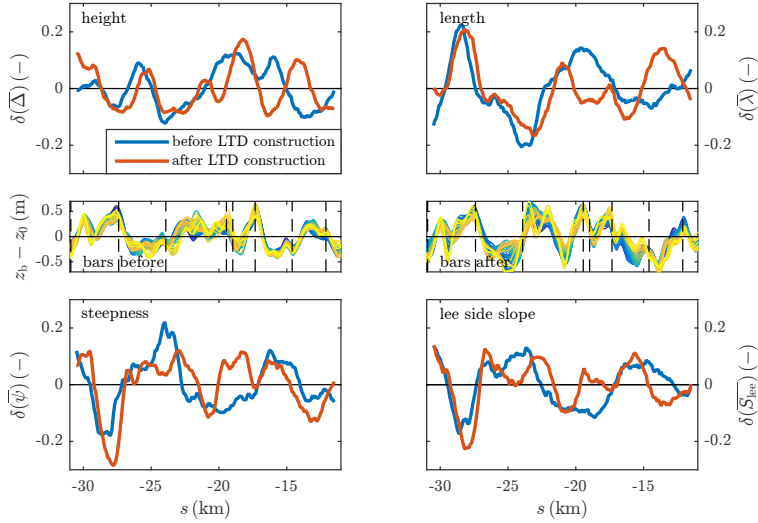 height
0.2
0
-0.2
δ(Δ̅) (−)
before LTD construction
after LTD construction
length
0.2
0
-0.2
δ(λ̅) (−)
0.5
0
-0.5
z_b − z_0 (m)
bars before
bars after
steepness
0.2
0
-0.2
δ(ψ̅) (−)
-30 -25 -20 -15
s (km)
lee side slope
0.2
0
-0.2
δ(S̅_lee) (−)
-30 -25 -20 -15
s (km)